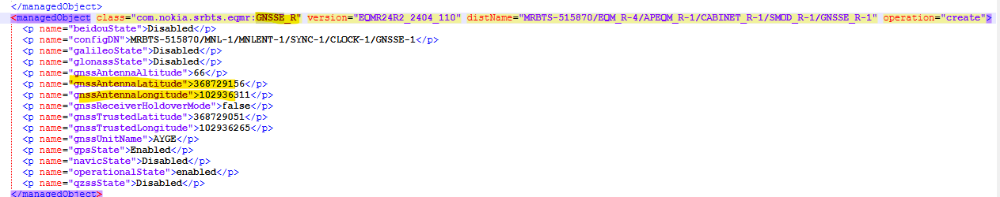 </managedObject>
<managedObject class="com.nokia.srbts.eqmr:GNSSE_R" version="EQMR24R2_2404_110" distName="MRBTS-515870/EQM_R-4/APEQM_R-1/CABINET_R-1/SMOD_R-1/GNSSE_R-1" operation="create">
<p name="beidouState">Disabled</p>
<p name="configDN">MRBTS-515870/MNL-1/MNLENT-1/SYNC-1/CLOCK-1/GNSSE-1</p>
<p name="galileoState">Disabled</p>
<p name="glonassState">Disabled</p>
<p name="gnssAntennaAltitude">66</p>
<p name="gnssAntennaLatitude">368729156</p>
<p name="gnssAntennaLongitude">102936311</p>
<p name="gnssReceiverHoldoverMode">false</p>
<p name="gnssTrustedLatitude">368729051</p>
<p name="gnssTrustedLongitude">102936265</p>
<p name="gnssUnitName">AYGE</p>
<p name="gpsState">Enabled</p>
<p name="navicState">Disabled</p>
<p name="operationalState">enabled</p>
<p name="qzssState">Disabled</p>
</managedObject>